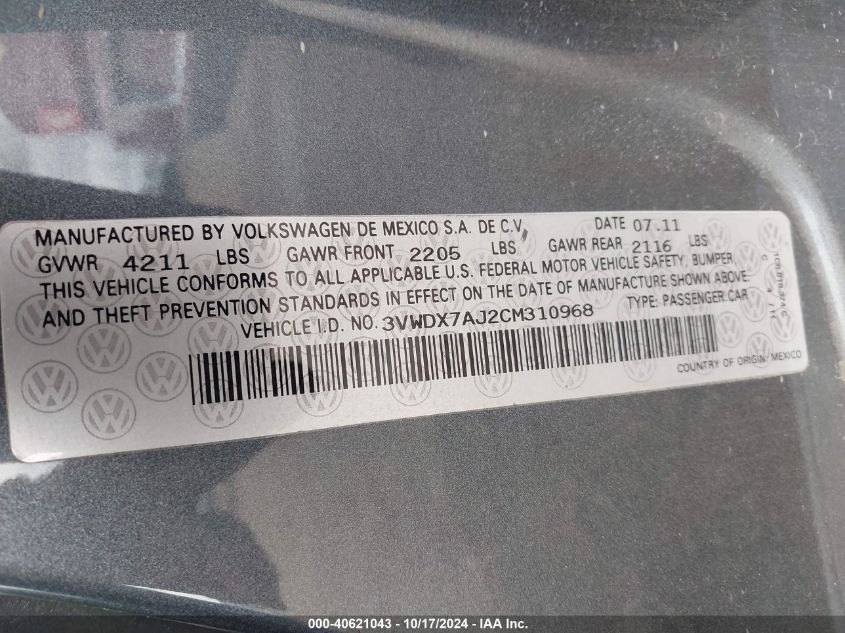 MANUFACTURED BY VOLKSWAGEN DE MEXICO S.A. DE C.V. DATE 07.11
GVWR 4211 LBS GAWR FRONT 2205 LBS GAWR REAR 2116 LBS
THIS VEHICLE CONFORMS TO ALL APPLICABLE U.S. FEDERAL MOTOR VEHICLE SAFETY, BUMPER,
AND THEFT PREVENTION STANDARDS IN EFFECT ON THE DATE OF MANUFACTURE SHOWN ABOVE
VEHICLE I.D. NO. 3VWDX7AJ2CM310968 TYPE: PASSENGER CAR
COUNTRY OF ORIGIN: MEXICO
000-40621043 - 10/17/2024 - IAA Inc.